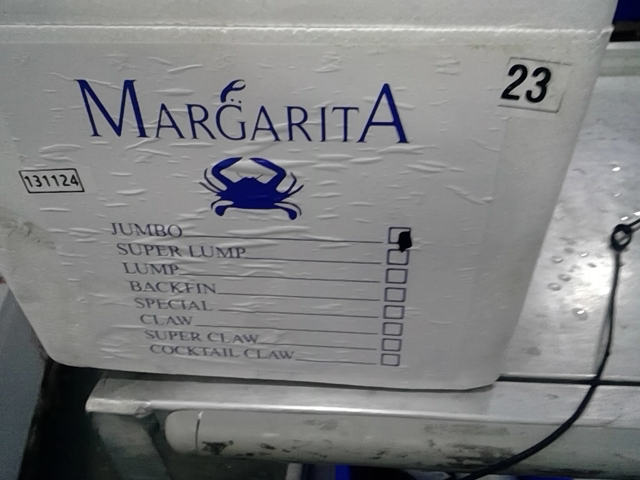 MARGARITA
23
131124
JUMBO
SUPER LUMP
LUMP
BACKFIN
SPECIAL
CLAW
SUPER CLAW
COCKTAIL CLAW